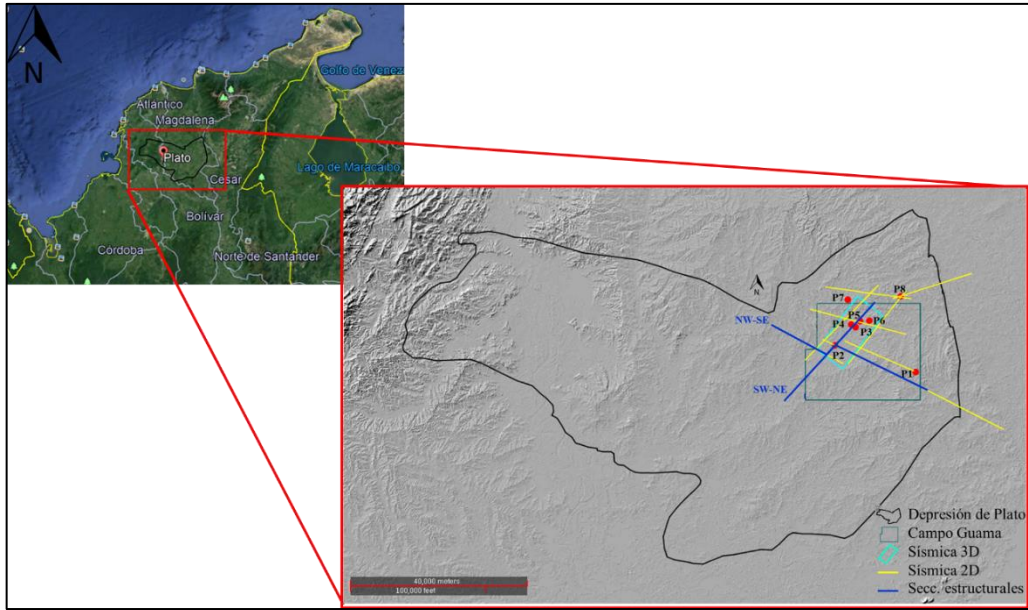 N
Golfo de Venez
Atlántico
Magdalena
Plato
Lago de Maracaibo
Cesar
Bolívar
Córdoba
Norte de Santander
N
P8
P7
NW-SE
P5
P6
P4
P3
P2
P1
SW-NE
Depresión de Plato
Campo Guama
Sísmica 3D
Sísmica 2D
Secc. estructurales
40,000 meters
100,000 feet